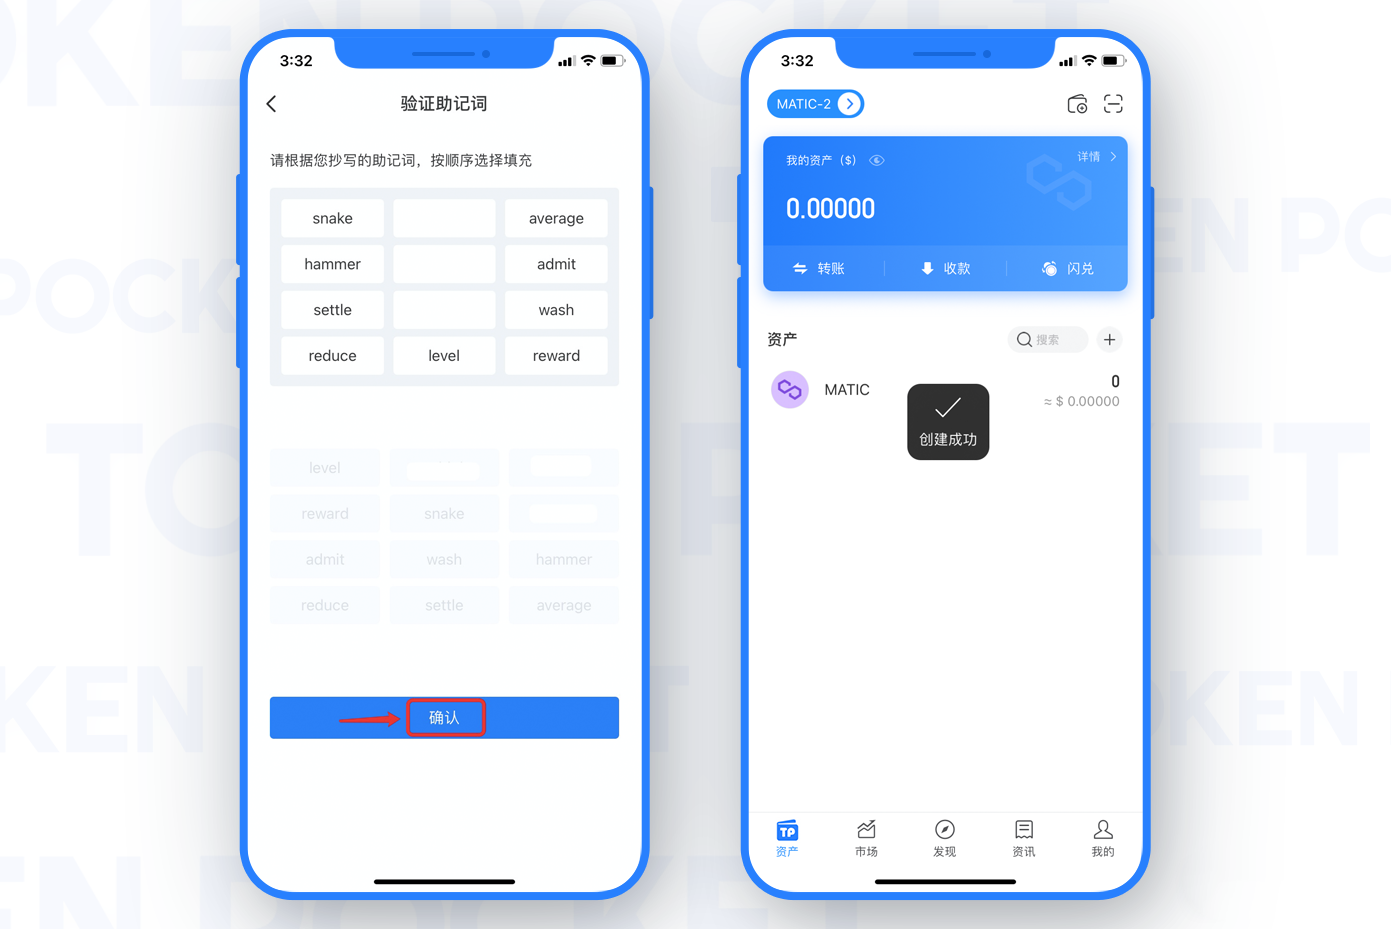 3:32
验证助记词
请根据您抄写的助记词，按顺序选择填充
snake average
hammer admit
settle wash
reduce level reward
level
reward snake
admit wash hammer
reduce settle average
确认
3:32
MATIC-2
我的资产（$）
详情
0.00000
转账 收款 闪兑
资产
搜索
MATIC
0
≈ $ 0.00000
创建成功
TP
资产 市场 发现 资讯 我的
TOKEN POCKET